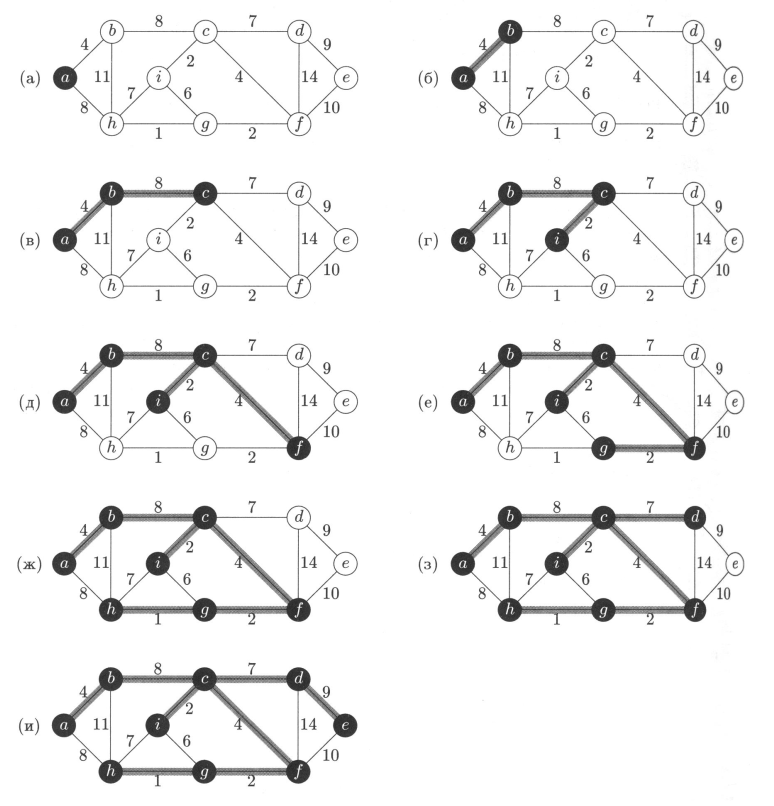 b 8 c 7 d
4 2 9
(а) a 11 i 4 14 e
8 7 6 10
h 1 g 2 f
b 8 c 7 d
4 2 9
(б) a 11 i 4 14 e
8 7 6 10
h 1 g 2 f
b 8 c 7 d
4 2 9
(в) a 11 i 4 14 e
8 7 6 10
h 1 g 2 f
b 8 c 7 d
4 2 9
(г) a 11 i 4 14 e
8 7 6 10
h 1 g 2 f
b 8 c 7 d
4 2 9
(д) a 11 i 4 14 e
8 7 6 10
h 1 g 2 f
b 8 c 7 d
4 2 9
(е) a 11 i 4 14 e
8 7 6 10
h 1 g 2 f
b 8 c 7 d
4 2 9
(ж) a 11 i 4 14 e
8 7 6 10
h 1 g 2 f
b 8 c 7 d
4 2 9
(з) a 11 i 4 14 e
8 7 6 10
h 1 g 2 f
b 8 c 7 d
4 2 9
(и) a 11 i 4 14 e
8 7 6 10
h 1 g 2 f